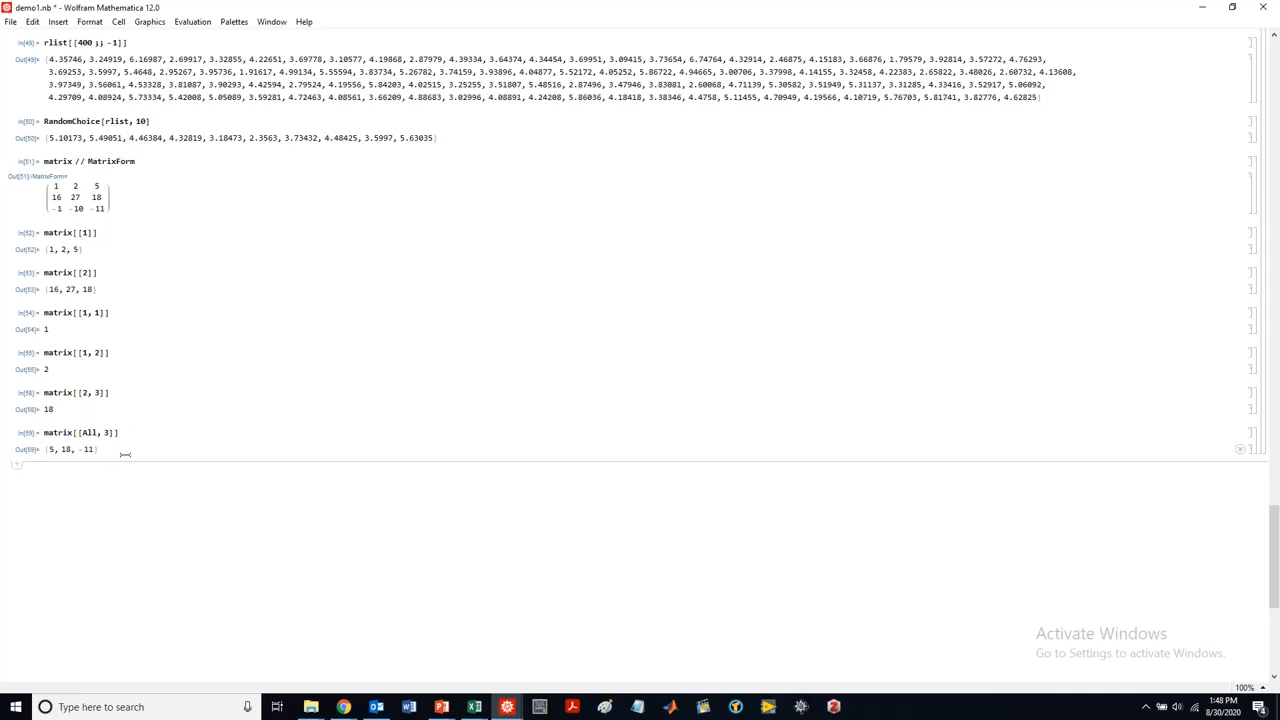 demo1.nb * - Wolfram Mathematica 12.0
File Edit Insert Format Cell Graphics Evaluation Palettes Window Help
In[49]:= rlist[[400 ;; -1]]
Out[49]= {4.35746, 3.24919, 6.16987, 2.69917, 3.32855, 4.22651, 3.69778, 3.10577, 4.19868, 2.87979, 4.39334, 3.64374, 4.34454, 3.69951, 3.09415, 3.73654, 6.74764, 4.32914, 2.46875, 4.15183, 3.66876, 1.79579, 3.92814, 3.57272, 4.76293,
3.69253, 3.5997, 5.4648, 2.95267, 3.95736, 1.91617, 4.99134, 5.55594, 3.83734, 5.26782, 3.74159, 3.93896, 4.04877, 5.52172, 4.05252, 5.86722, 4.94665, 3.00706, 3.37998, 4.14155, 3.32458, 4.22383, 2.65822, 3.48026, 2.60732, 4.13608,
3.97349, 3.56061, 4.53328, 3.81087, 3.90293, 4.42594, 2.79524, 4.19556, 5.84203, 4.02515, 3.25255, 3.51807, 5.48516, 2.87496, 3.47946, 3.83081, 2.60068, 4.71139, 5.30582, 3.51949, 5.31137, 3.31285, 4.33416, 3.52917, 5.06092,
4.29709, 4.08924, 5.73334, 5.42008, 5.05089, 3.59281, 4.72463, 4.08561, 3.66209, 4.88683, 3.02996, 4.08891, 4.24208, 5.86036, 4.18418, 3.38346, 4.4758, 5.11455, 4.70949, 4.19566, 4.10719, 5.76703, 5.81741, 3.82776, 4.62825}
In[50]:= RandomChoice[rlist, 10]
Out[50]= {5.10173, 5.49051, 4.46384, 4.32819, 3.18473, 2.3563, 3.73432, 4.48425, 3.5997, 5.63035}
In[51]:= matrix // MatrixForm
Out[51]//MatrixForm=
1 2 5
16 27 18
-1 -10 -11
In[52]:= matrix[[1]]
Out[52]= {1, 2, 5}
In[53]:= matrix[[2]]
Out[53]= {16, 27, 18}
In[54]:= matrix[[1, 1]]
Out[54]= 1
In[55]:= matrix[[1, 2]]
Out[55]= 2
In[58]:= matrix[[2, 3]]
Out[58]= 18
In[59]:= matrix[[All, 3]]
Out[59]= {5, 18, -11}
Activate Windows
Go to Settings to activate Windows.
100%
Type here to search
1:48 PM
8/30/2020